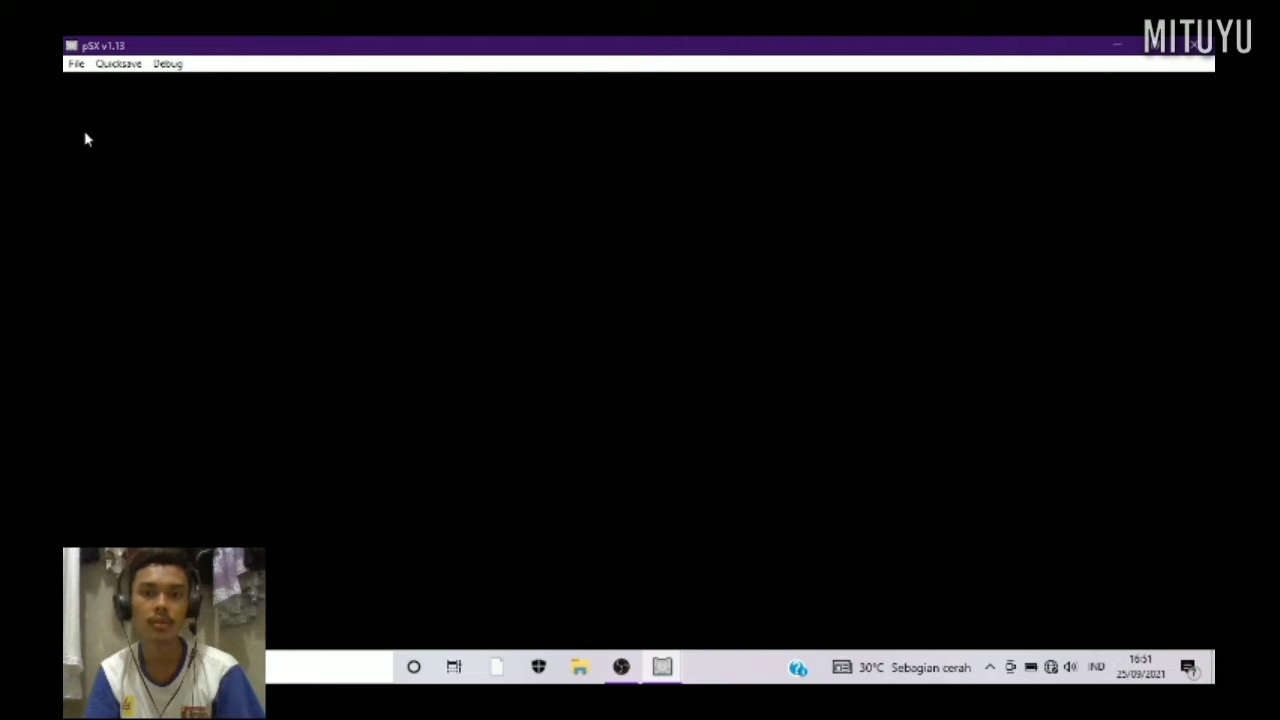 MITUYU
pSX v1.13
File Quicksave Debug
30°C Sebagian cerah
IND
16:51
25/09/2021